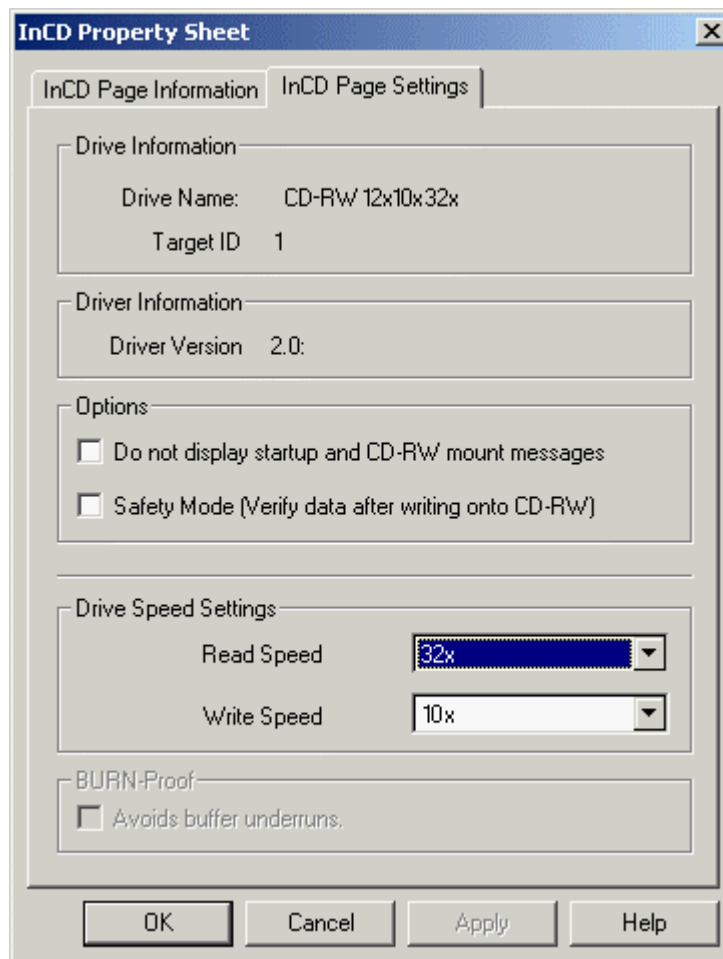 InCD Property Sheet
InCD Page Information InCD Page Settings
Drive Information
Drive Name: CD-RW 12x10x32x
Target ID 1
Driver Information
Driver Version 2.0:
Options
Do not display startup and CD-RW mount messages
Safety Mode (Verify data after writing onto CD-RW)
Drive Speed Settings
Read Speed 32x
Write Speed 10x
BURN-Proof
Avoids buffer underruns.
OK Cancel Apply Help